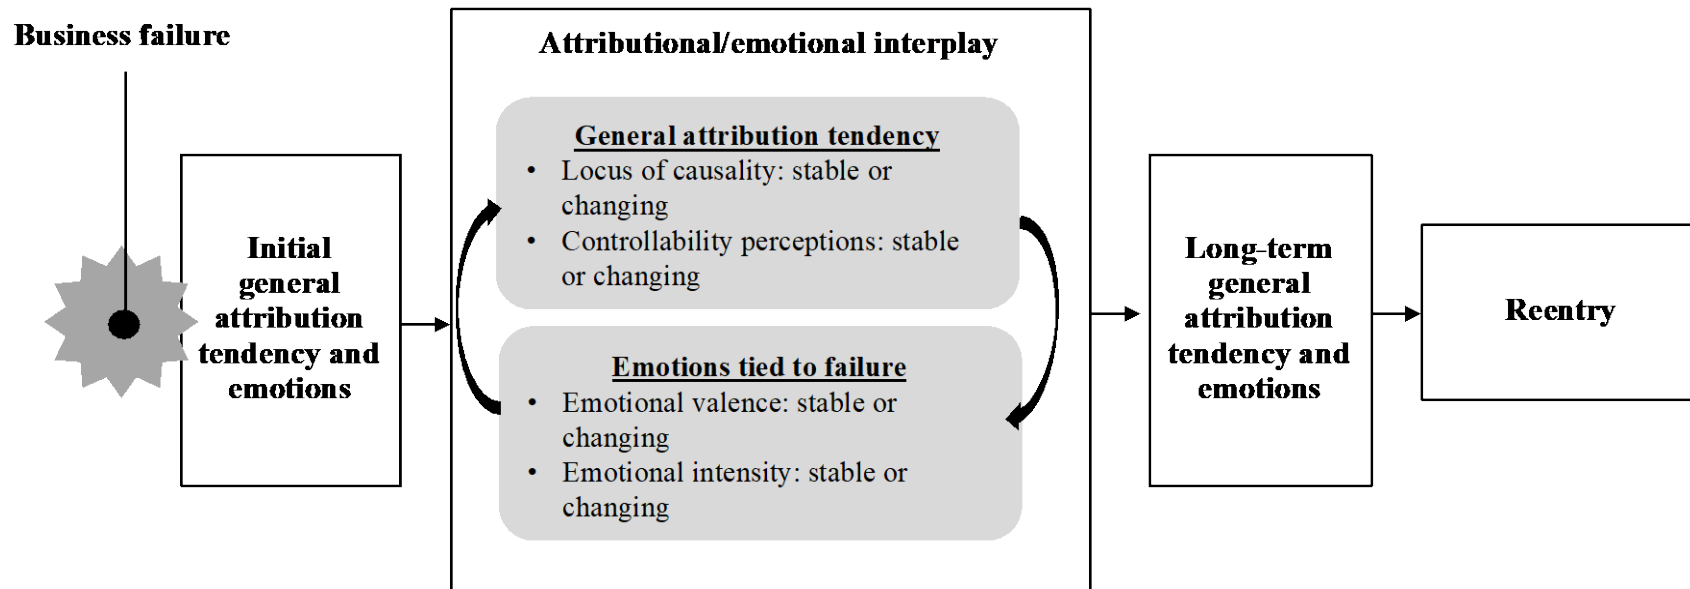 Business failure
Initial
general
attribution
tendency and
emotions
Attributional/emotional interplay
General attribution tendency
• Locus of causality: stable or
changing
• Controllability perceptions: stable
or changing
Emotions tied to failure
• Emotional valence: stable or
changing
• Emotional intensity: stable or
changing
Long-term
general
attribution
tendency and
emotions
Reentry